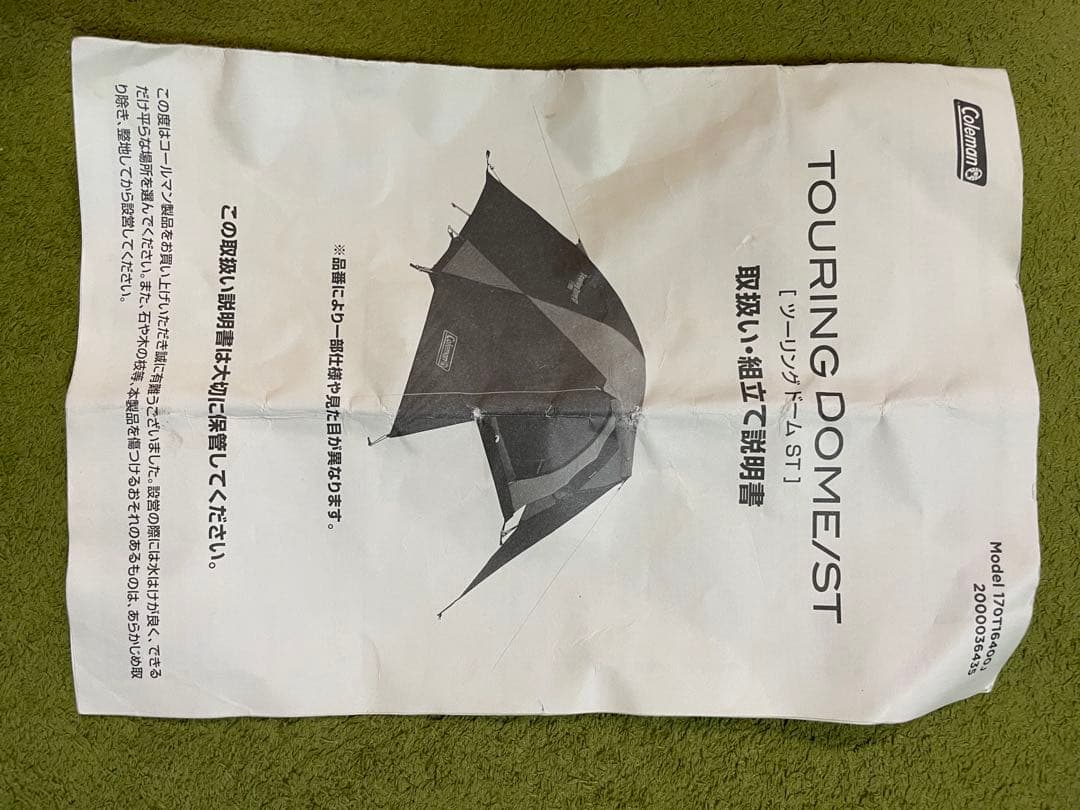 Coleman
Model 170T16400J
2000036435
TOURING DOME/ST
[ ツーリングドーム ST ]
取扱い・組立て説明書
Coleman
※品番により一部仕様や見た目が異なります。
この取扱い説明書は大切に保管してください。
この度はコールマン製品をお買い上げいただき誠に有難うございました。設営の際には水はけが良く、できる
だけ平らな場所を選んでください。また、石や木の枝等、本製品を傷つけるおそれのあるものは、あらかじめ取
り除き、整地してから設営してください。